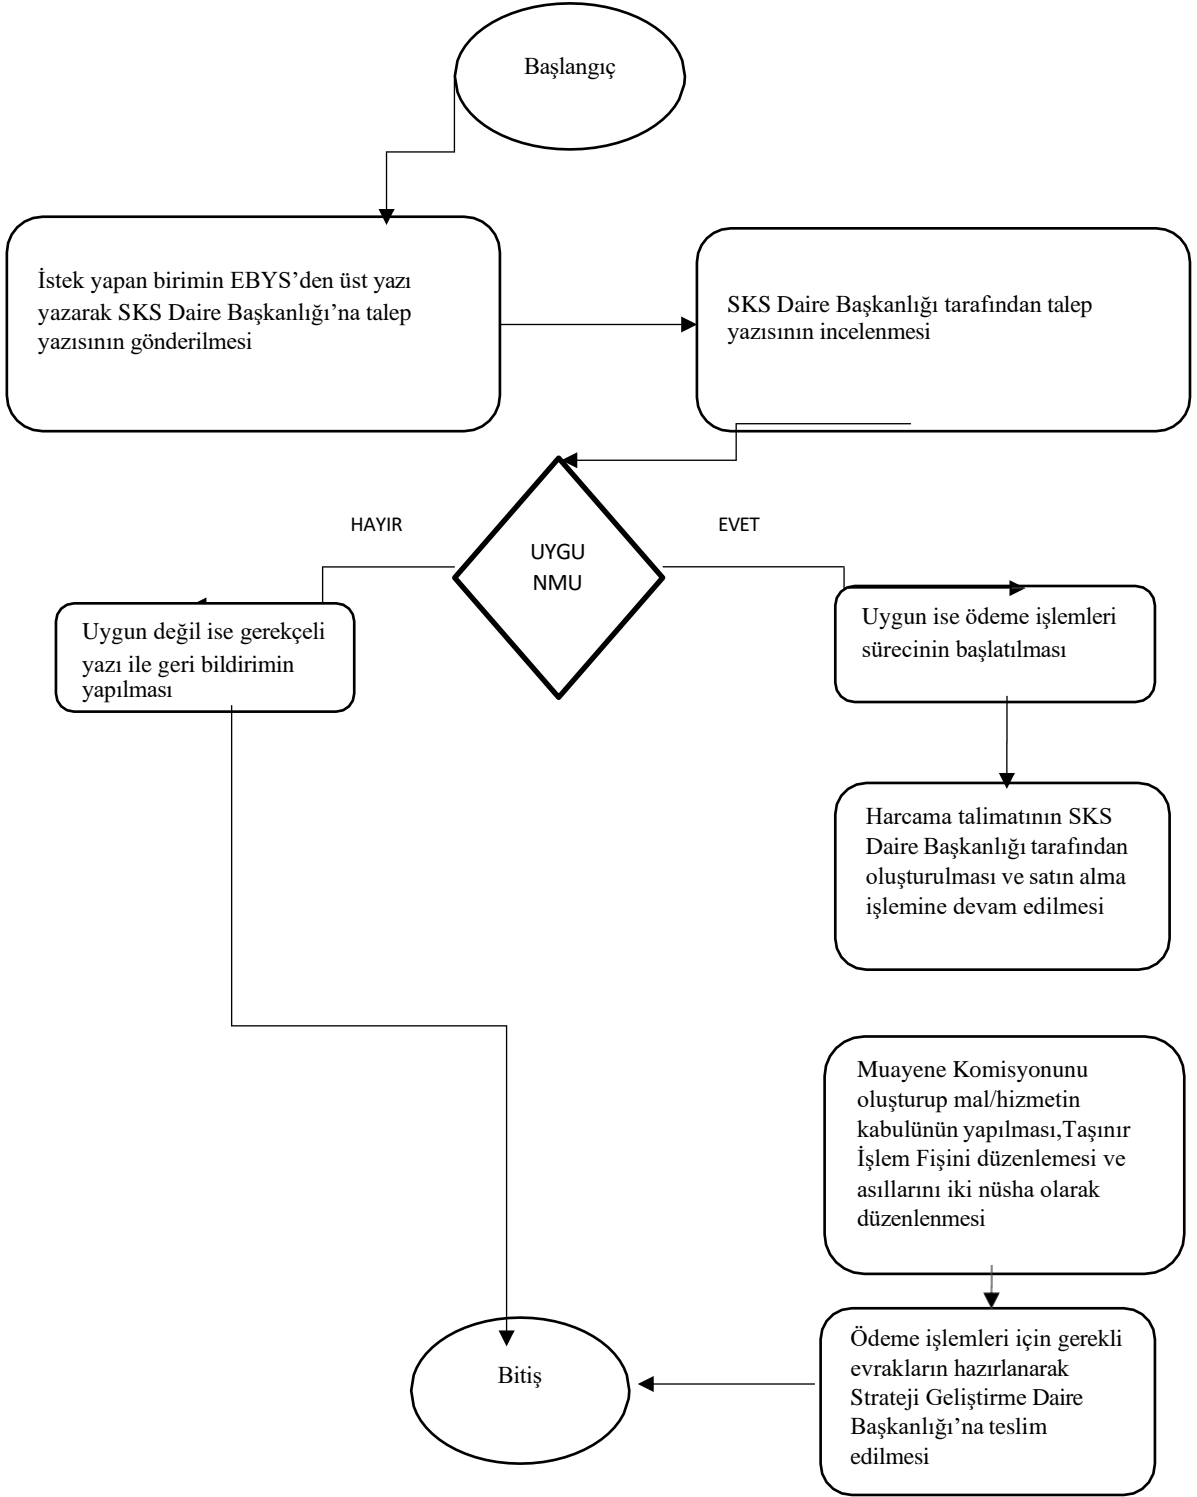 Başlangıç
İstek yapan birimin EBYS’den üst yazı
yazarak SKS Daire Başkanlığı’na talep
yazısının gönderilmesi
SKS Daire Başkanlığı tarafından talep
yazısının incelenmesi
HAYIR
EVET
UYGU
NMU
Uygun değil ise gerekçeli
yazı ile geri bildirimin
yapılması
Uygun ise ödeme işlemleri
sürecinin başlatılması
Harcama talimatının SKS
Daire Başkanlığı tarafından
oluşturulması ve satın alma
işlemine devam edilmesi
Muayene Komisyonunu
oluşturup mal/hizmetin
kabulünün yapılması,Taşınır
İşlem Fişini düzenlemesi ve
asıllarını iki nüsha olarak
düzenlenmesi
Ödeme işlemleri için gerekli
evrakların hazırlanarak
Strateji Geliştirme Daire
Başkanlığı’na teslim
edilmesi
Bitiş